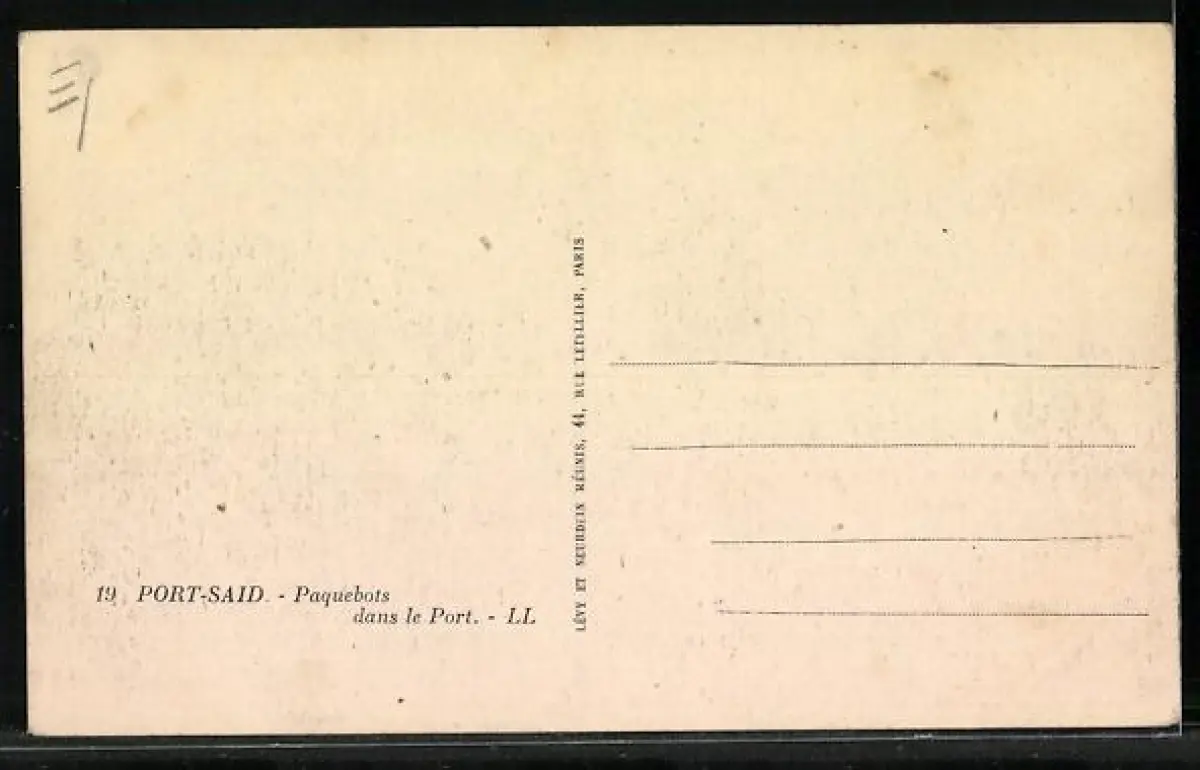 19 PORT-SAID. - Paquebots
dans le Port. - LL
LÉVY ET NEURDEIN RÉUNIS, 44, RUE LETELLIER, PARIS